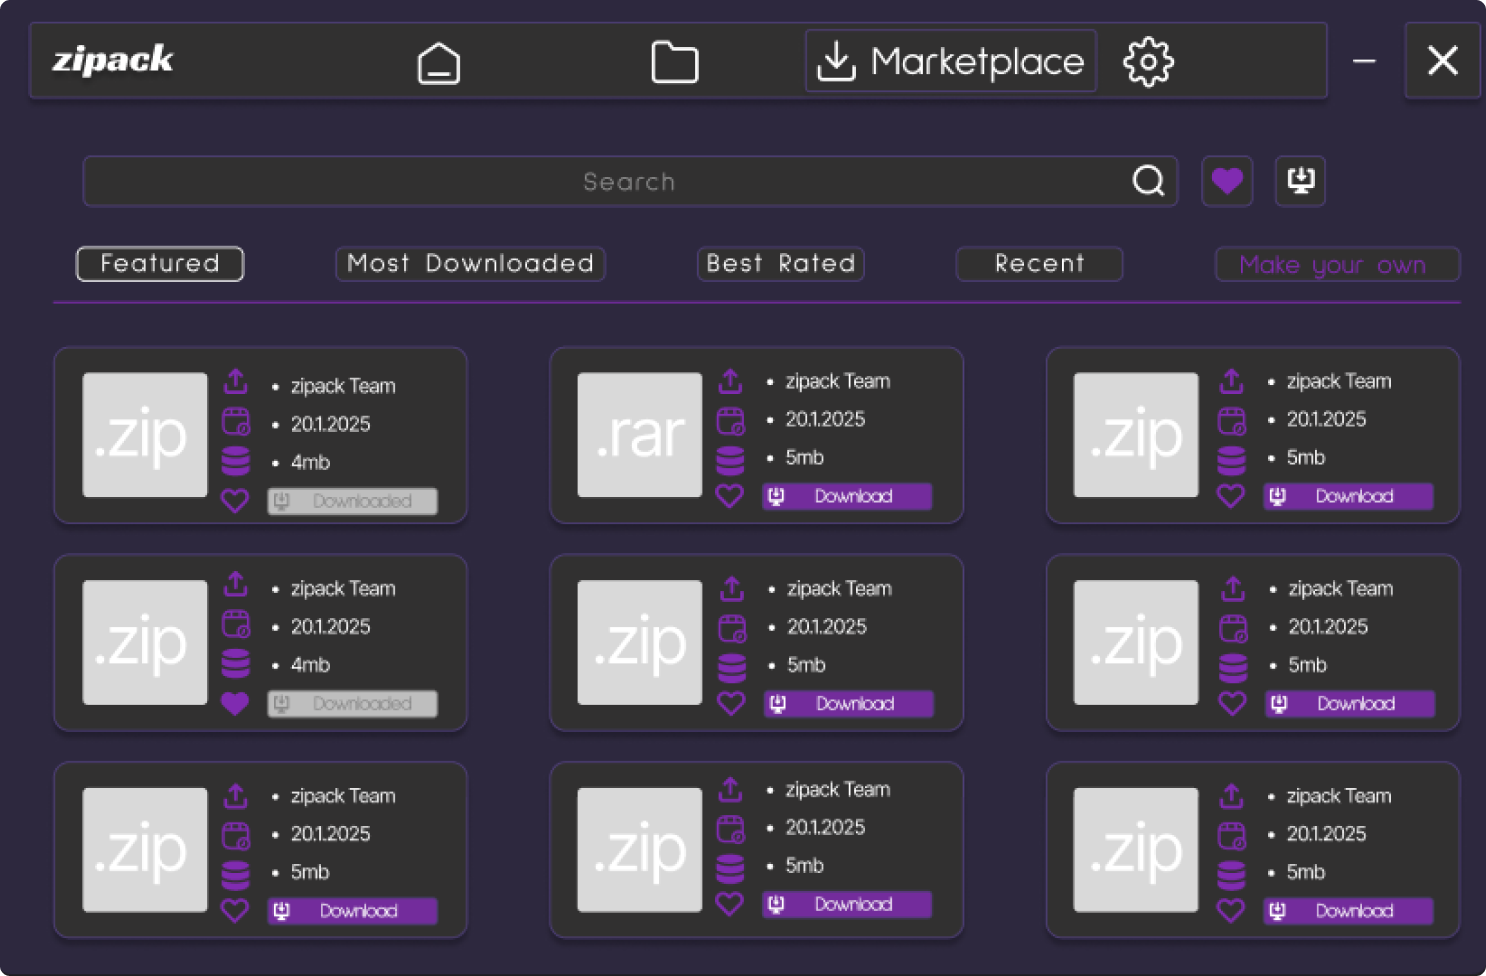 zipack
Marketplace
Search
Featured
Most Downloaded
Best Rated
Recent
Make your own
.zip
• zipack Team
• 20.1.2025
• 4mb
Downloaded
.rar
• zipack Team
• 20.1.2025
• 5mb
Download
.zip
• zipack Team
• 20.1.2025
• 5mb
Download
.zip
• zipack Team
• 20.1.2025
• 4mb
Downloaded
.zip
• zipack Team
• 20.1.2025
• 5mb
Download
.zip
• zipack Team
• 20.1.2025
• 5mb
Download
.zip
• zipack Team
• 20.1.2025
• 5mb
Download
.zip
• zipack Team
• 20.1.2025
• 5mb
Download
.zip
• zipack Team
• 20.1.2025
• 5mb
Download